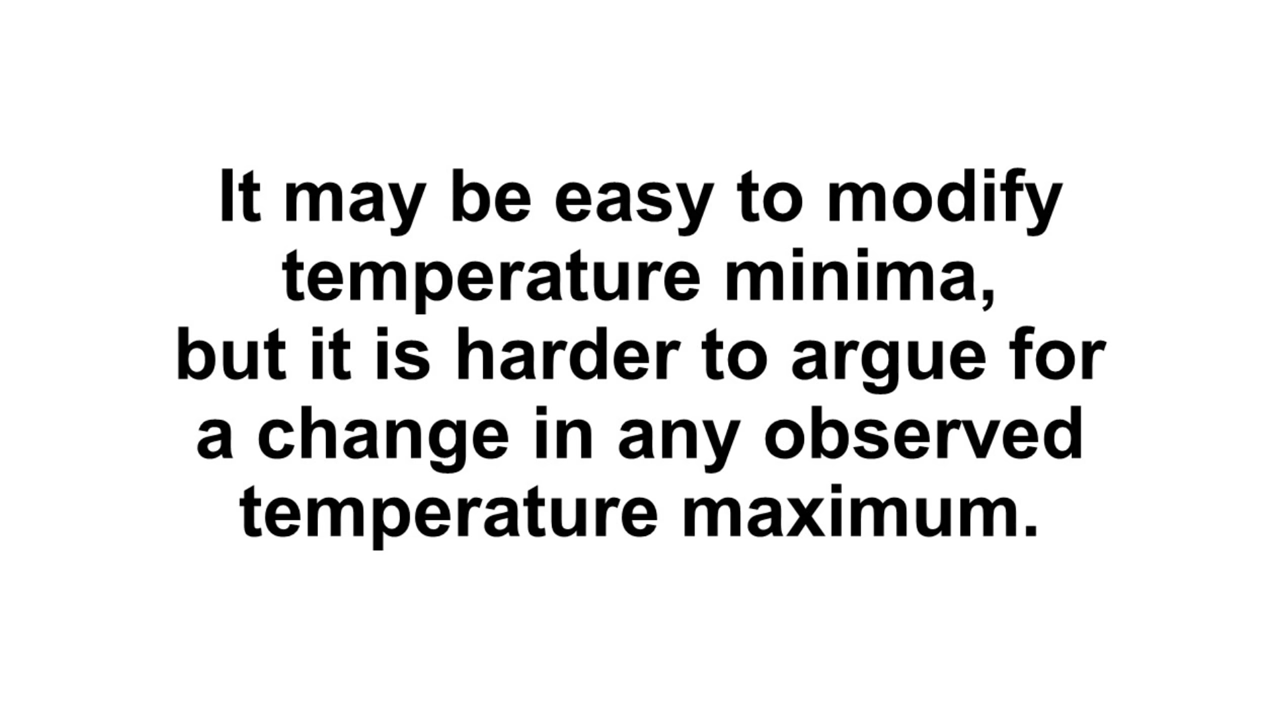 It may be easy to modify
temperature minima,
but it is harder to argue for
a change in any observed
temperature maximum.